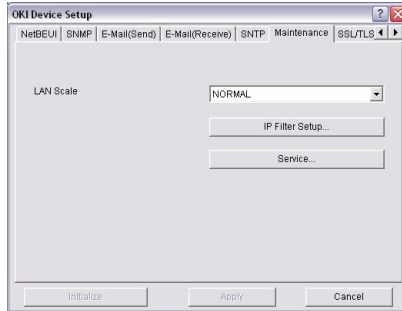 OKI Device Setup
NetBEUI SNMP E-Mail(Send) E-Mail(Receive) SNTP Maintenance SSL/TLS
LAN Scale NORMAL
IP Filter Setup...
Service...
Initialize Apply Cancel